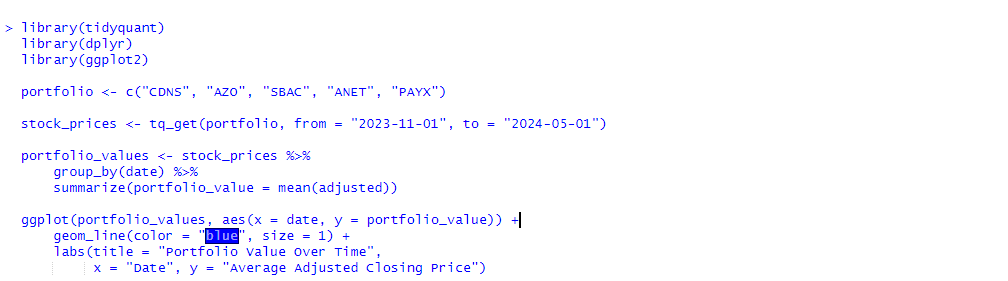 > library(tidyquant)
library(dplyr)
library(ggplot2)
portfolio <- c("CDNS", "AZO", "SBAC", "ANET", "PAYX")
stock_prices <- tq_get(portfolio, from = "2023-11-01", to = "2024-05-01")
portfolio_values <- stock_prices %>%
group_by(date) %>%
summarize(portfolio_value = mean(adjusted))
ggplot(portfolio_values, aes(x = date, y = portfolio_value)) +
geom_line(color = "blue", size = 1) +
labs(title = "Portfolio Value Over Time",
x = "Date", y = "Average Adjusted Closing Price")